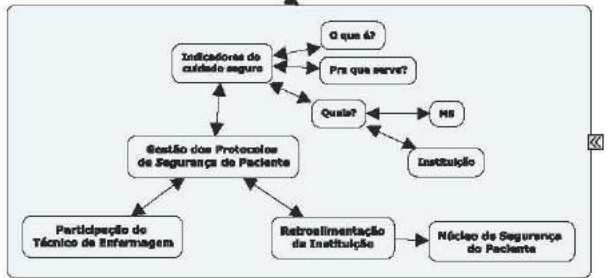 O que é?
Indicadores do
cuidado seguro
Pra que serve?
Quais?
MS
Instituição
Gestão dos Protocolos
de Segurança do Paciente
Participação do
Técnico de Enfermagem
Retroalimentação
da Instituição
Núcleo de Segurança
do Paciente